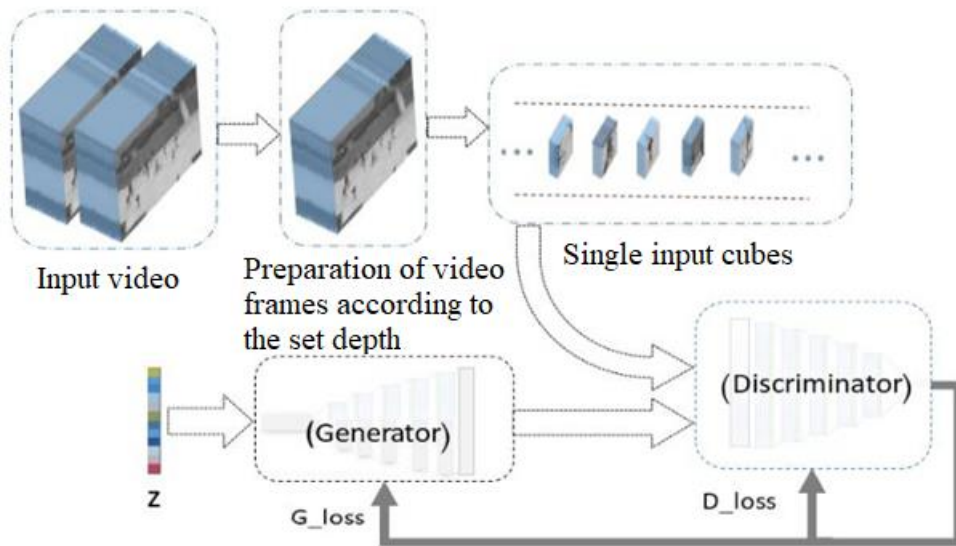 Input video
Preparation of video
frames according to
the set depth
Single input cubes
(Generator)
(Discriminator)
Z
G_loss
D_loss